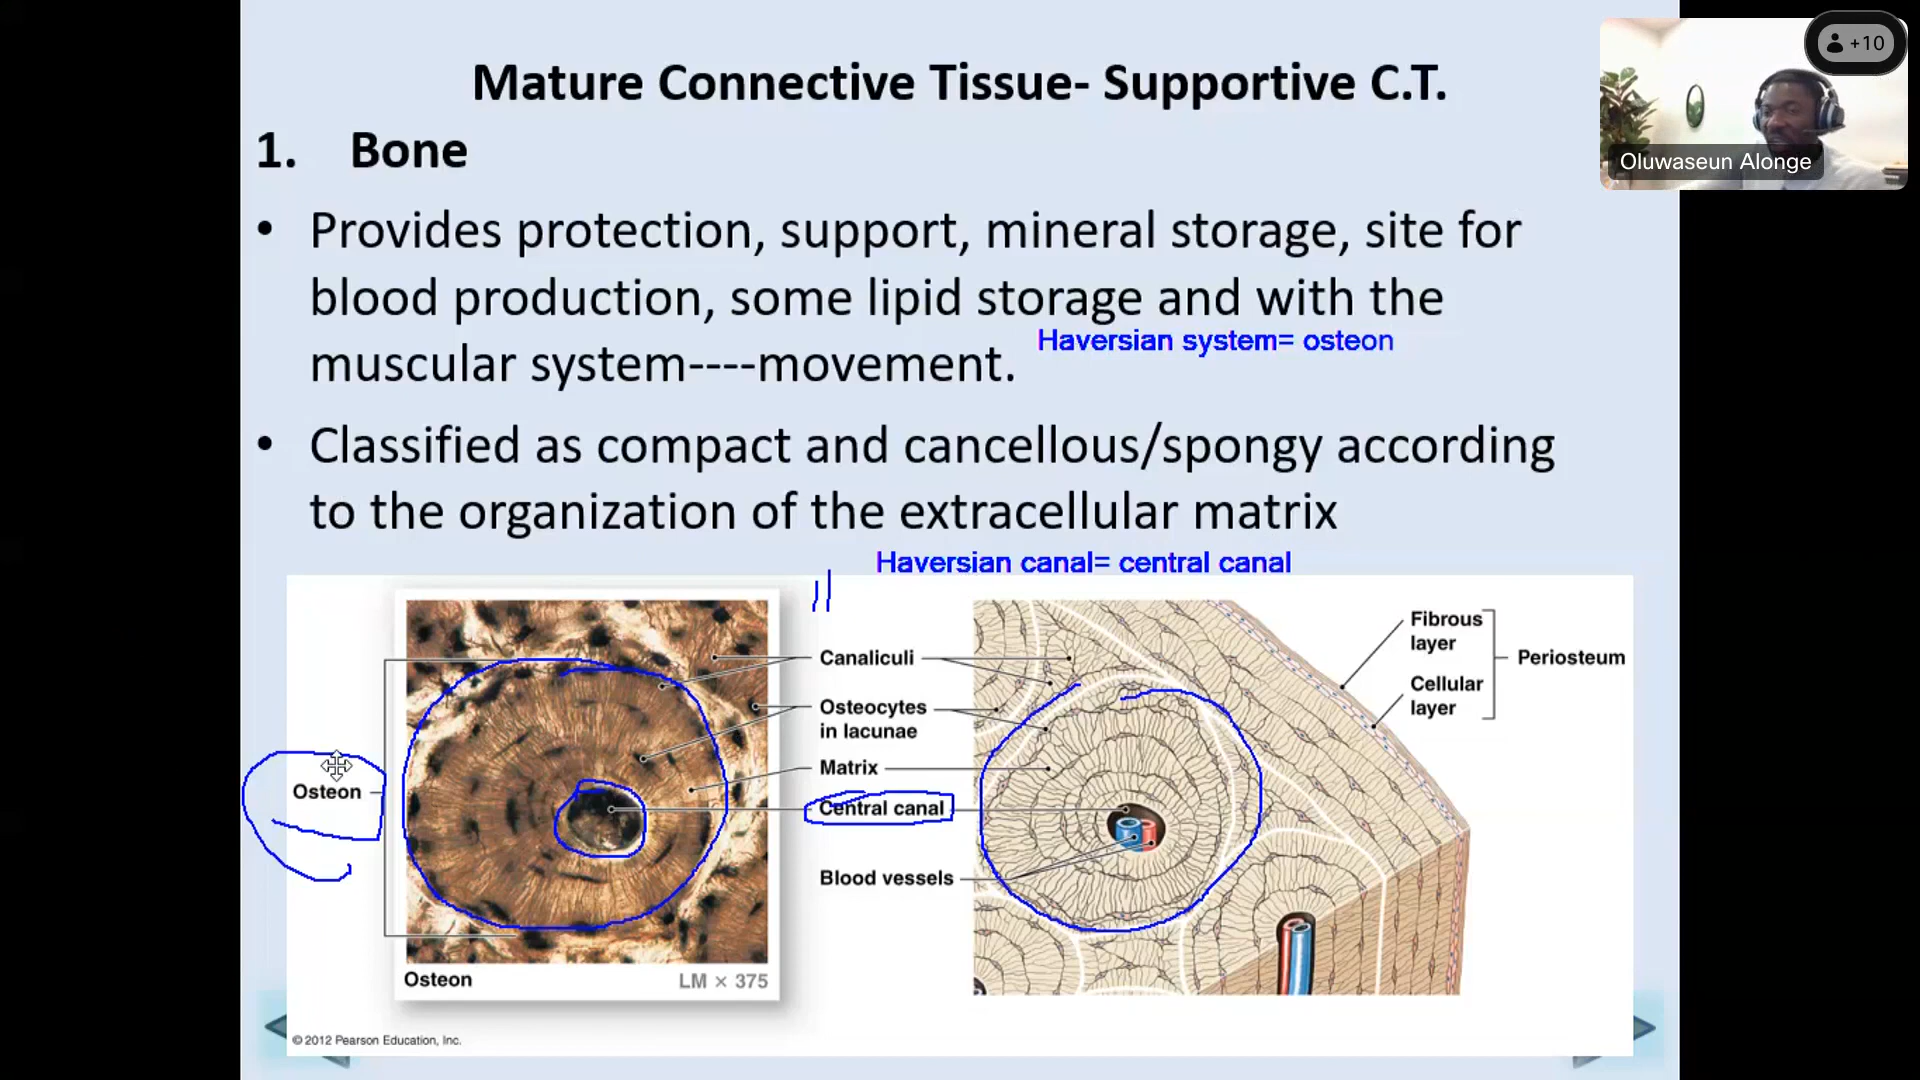 Mature Connective Tissue- Supportive C.T.
+10
Oluwaseun Alonge
1. Bone
• Provides protection, support, mineral storage, site for
blood production, some lipid storage and with the
muscular system----movement.
Haversian system= osteon
• Classified as compact and cancellous/spongy according
to the organization of the extracellular matrix
Haversian canal= central canal
Osteon
Canaliculi
Osteocytes
in lacunae
Matrix
Central canal
Blood vessels
Fibrous
layer
Cellular
layer
Periosteum
Osteon
LM × 375
© 2012 Pearson Education, Inc.